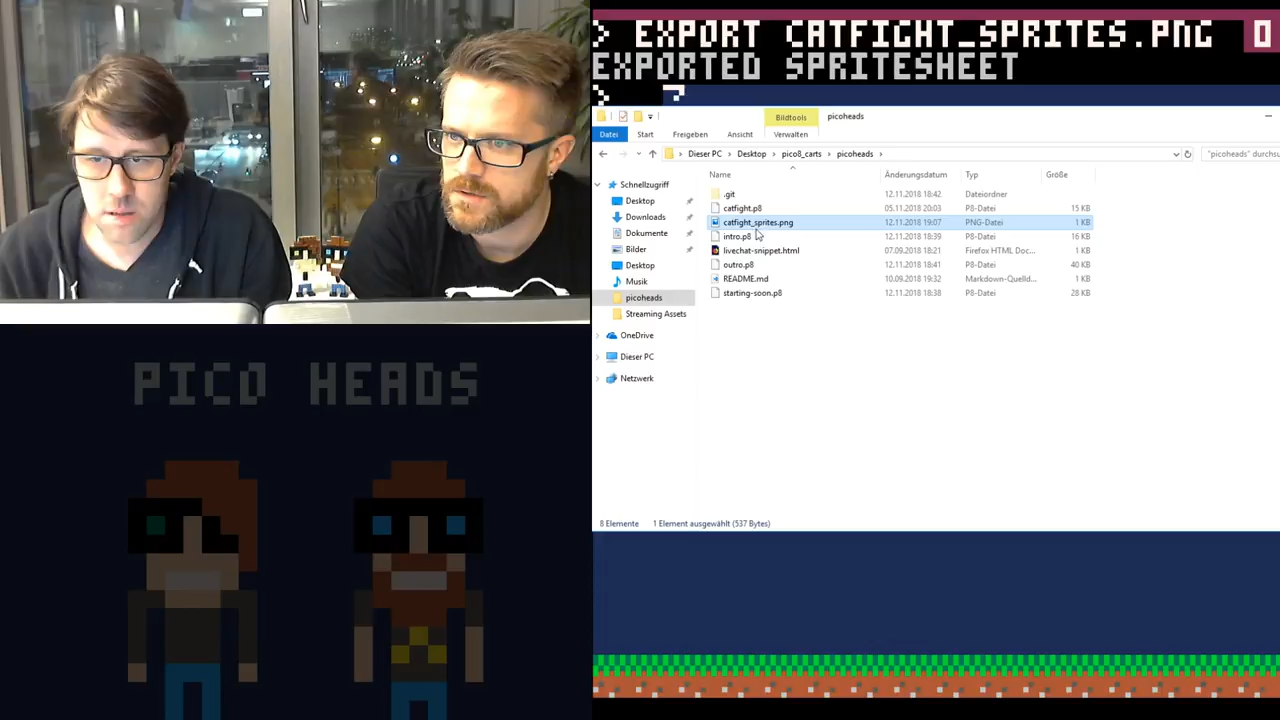 > EXPORT CATFIGHT_SPRITES.PNG 0
EXPORTED SPRITESHEET
>
Bildtools picoheads
Datei Start Freigeben Ansicht Verwalten
Dieser PC > Desktop > pico8_carts > picoheads > "picoheads" durchsu
Name Änderungsdatum Typ Größe
Schnellzugriff
Desktop
Downloads
Dokumente
Bilder
Desktop
Musik
picoheads
Streaming Assets
OneDrive
Dieser PC
Netzwerk
.git 12.11.2018 18:42 Dateiordner
catfight.p8 05.11.2018 20:03 P8-Datei 15 KB
catfight_sprites.png 12.11.2018 19:07 PNG-Datei 1 KB
intro.p8 12.11.2018 18:39 P8-Datei 16 KB
livechat-snippet.html 07.09.2018 18:21 Firefox HTML Doc... 1 KB
outro.p8 12.11.2018 18:41 P8-Datei 40 KB
README.md 10.09.2018 19:32 Markdown-Quelld... 1 KB
starting-soon.p8 12.11.2018 18:38 P8-Datei 28 KB
8 Elemente 1 Element ausgewählt (537 Bytes)
PICO HEADS